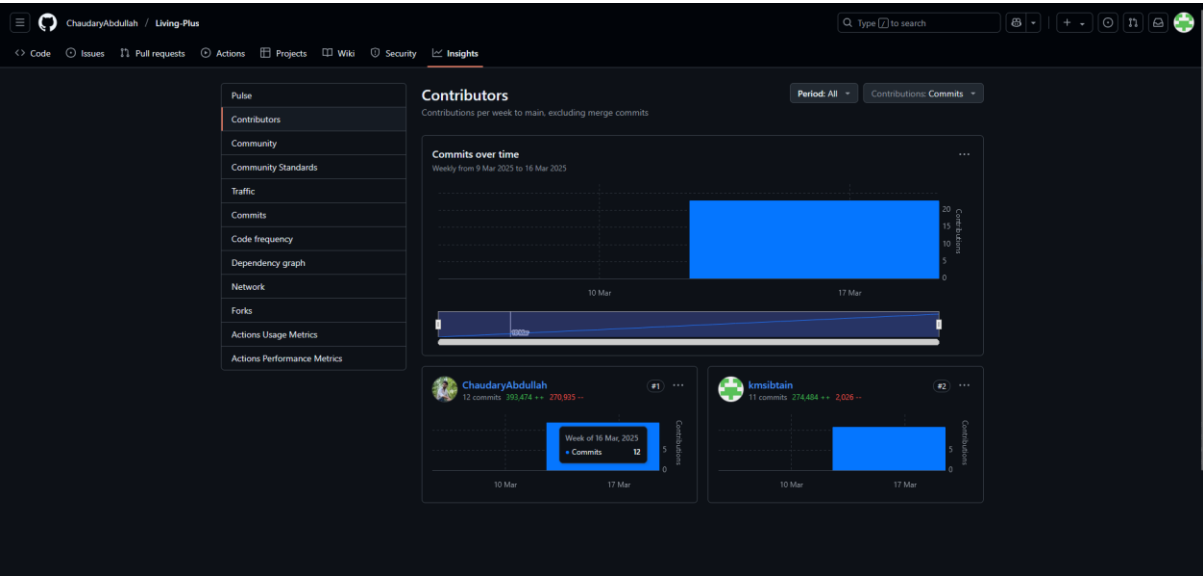 ChaudaryAbdullah / Living-Plus
Type / to search
Code Issues Pull requests Actions Projects Wiki Security Insights
Pulse
Contributors
Community
Community Standards
Traffic
Commits
Code frequency
Dependency graph
Network
Forks
Actions Usage Metrics
Actions Performance Metrics
Contributors
Period: All
Contributions: Commits
Contributions per week to main, excluding merge commits
Commits over time
Weekly from 9 Mar 2025 to 16 Mar 2025
20
15
10
5
0
Contributions
10 Mar 17 Mar
ChaudaryAbdullah #1
12 commits 393,474 ++ 270,935 --
Week of 16 Mar, 2025
Commits 12
5
0
Contributions
10 Mar 17 Mar
kmsibtain #2
11 commits 274,484 ++ 2,026 --
5
0
Contributions
10 Mar 17 Mar